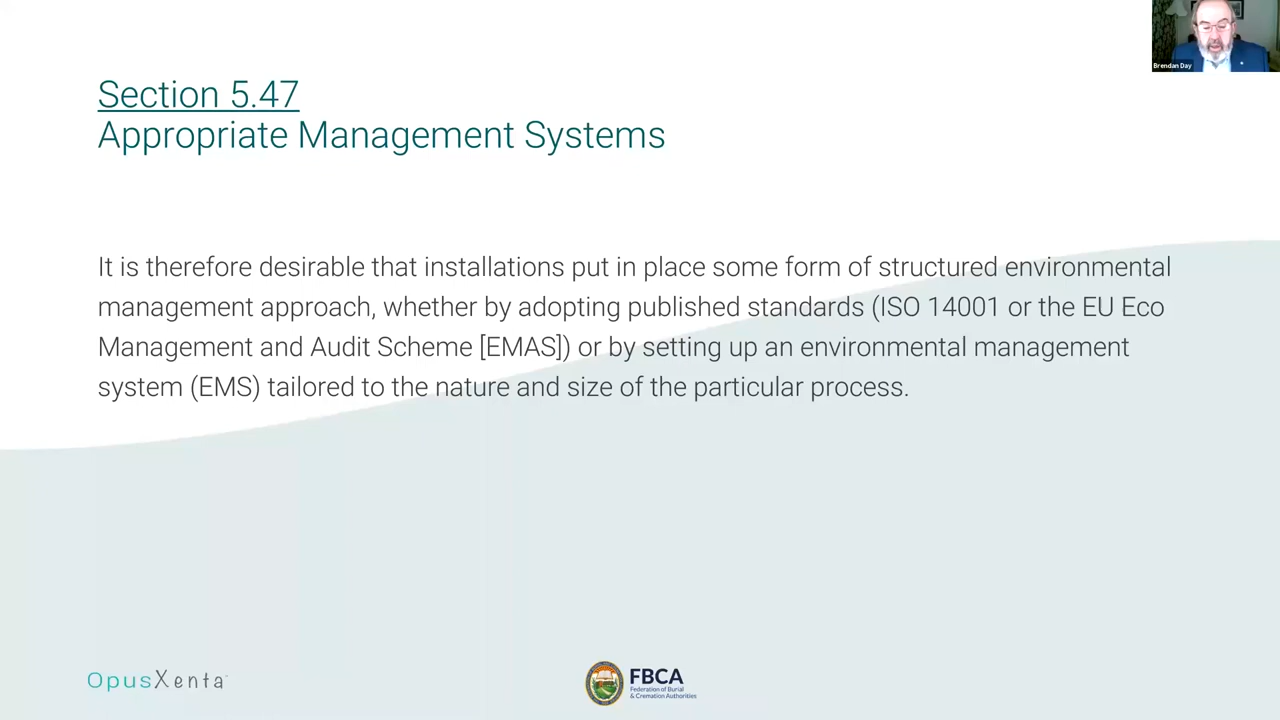 Brendan Day
Section 5.47
Appropriate Management Systems
It is therefore desirable that installations put in place some form of structured environmental
management approach, whether by adopting published standards (ISO 14001 or the EU Eco
Management and Audit Scheme [EMAS]) or by setting up an environmental management
system (EMS) tailored to the nature and size of the particular process.
OpusXenta
FBCA
Federation of Burial
& Cremation Authorities